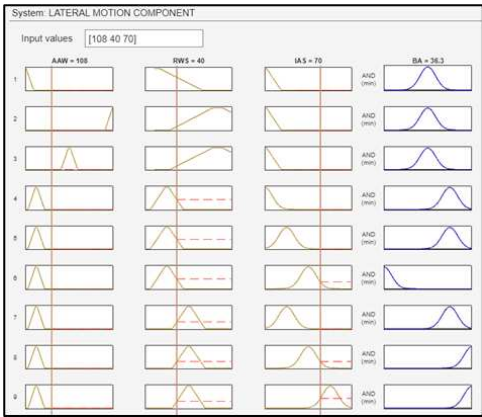 System: LATERAL MOTION COMPONENT
Input values [108 40 70]
AAW = 108 RWS = 40 IAS = 70 BA = 36.3
1 AND (min)
2 AND (min)
3 AND (min)
4 AND (min)
5 AND (min)
6 AND (min)
7 AND (min)
8 AND (min)
9 AND (min)